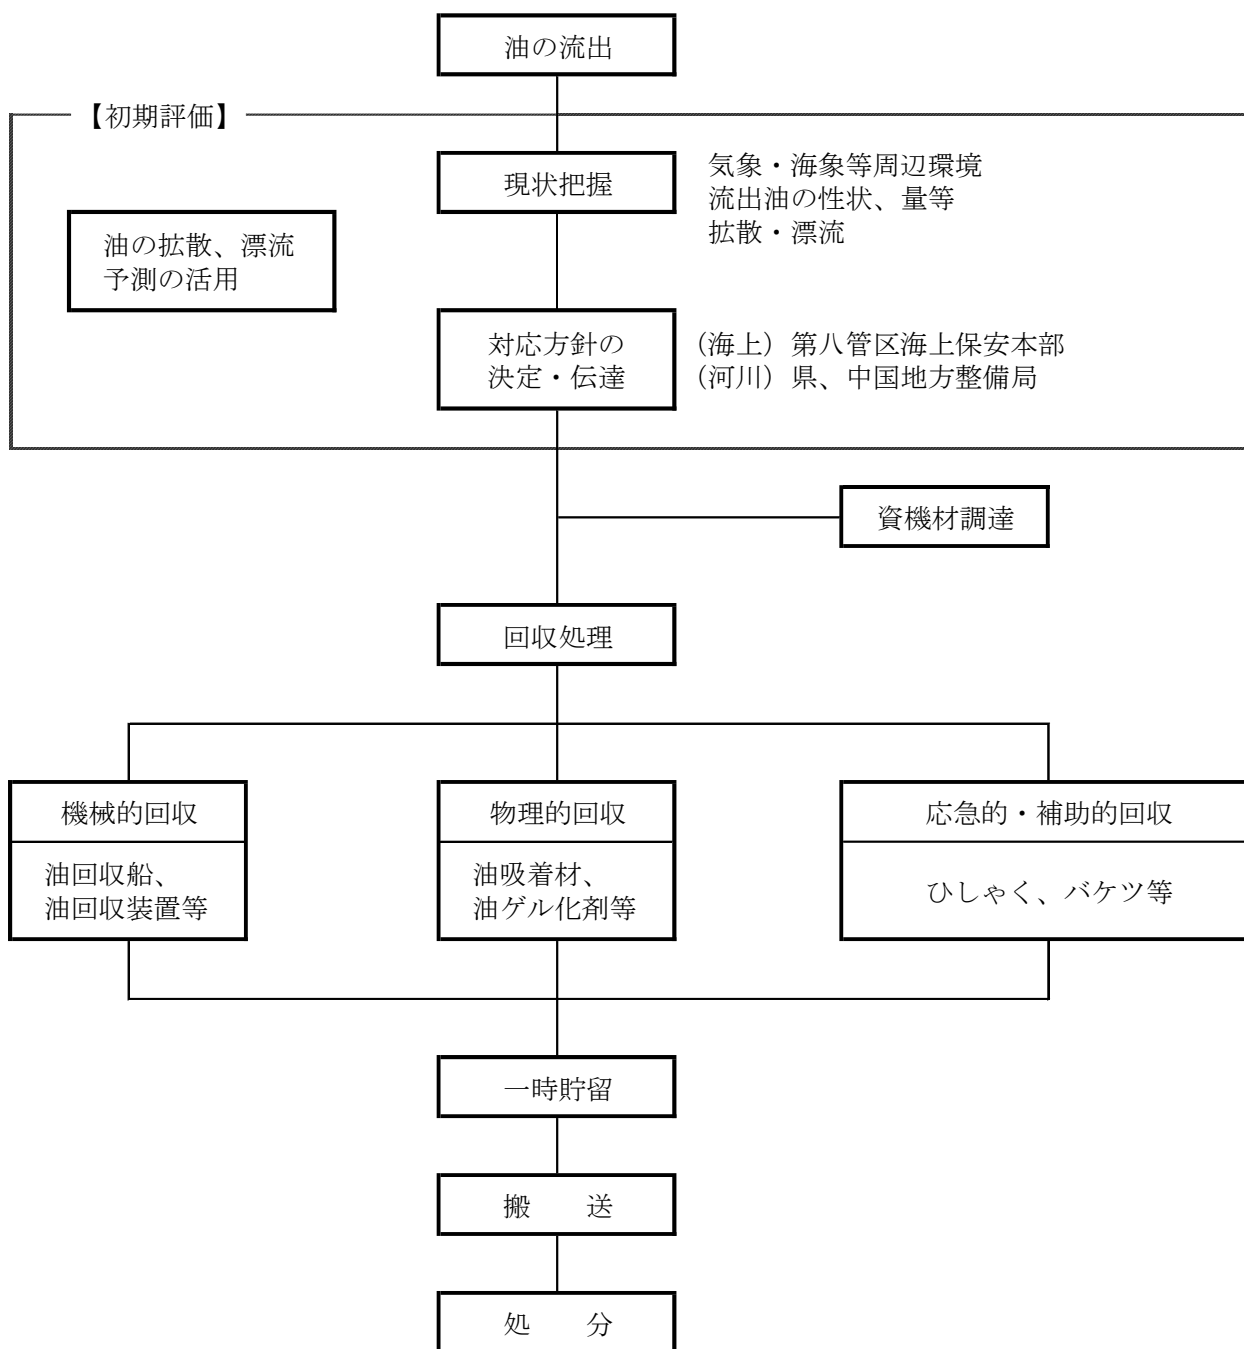 油の流出
【初期評価】
現状把握
気象・海象等周辺環境
流出油の性状、量等
拡散・漂流
油の拡散、漂流
予測の活用
対応方針の
決定・伝達
（海上）第八管区海上保安本部
（河川）県、中国地方整備局
資機材調達
回収処理
機械的回収
油回収船、
油回収装置等
物理的回収
油吸着材、
油ゲル化剤等
応急的・補助的回収
ひしゃく、バケツ等
一時貯留
搬　　送
処　　分